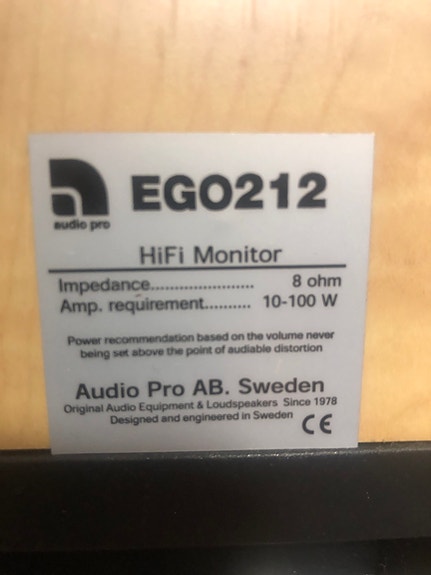 audio pro
EGO212
HiFi Monitor
Impedance...................... 8 ohm
Amp. requirement.......... 10-100 W
Power recommendation based on the volume never
being set above the point of audiable distortion
Audio Pro AB. Sweden
Original Audio Equipment & Loudspeakers Since 1978
Designed and engineered in Sweden CE